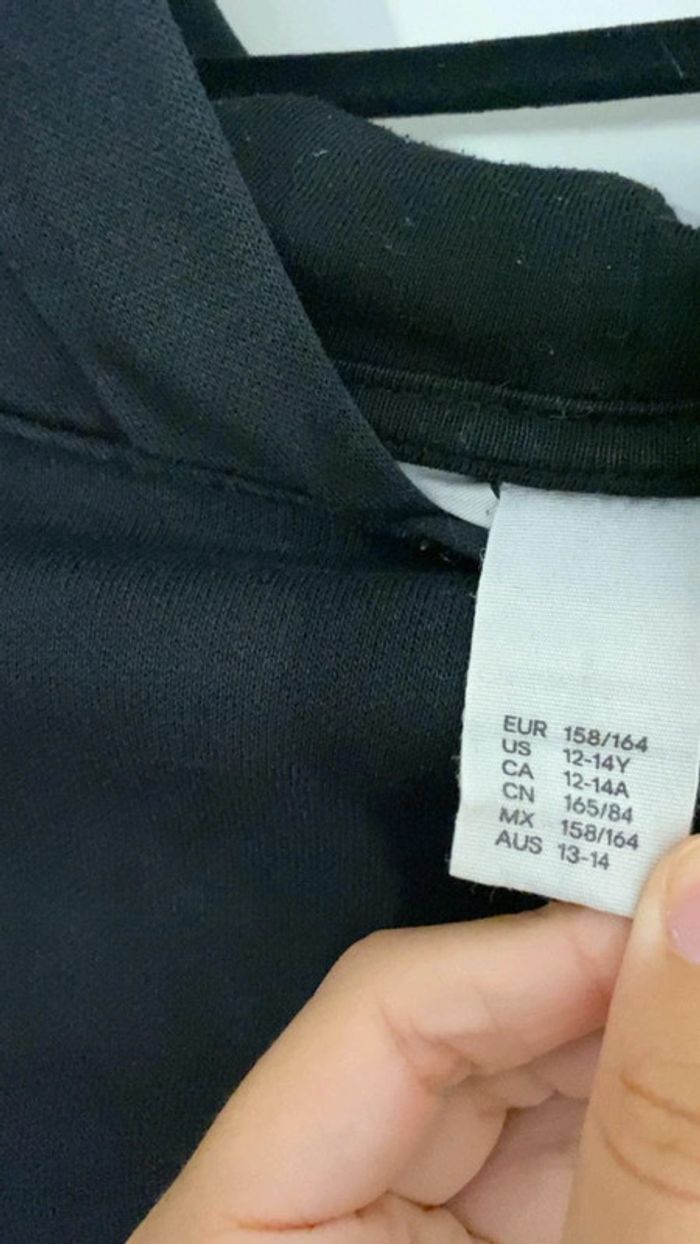 EUR 158/164
US 12-14Y
CA 12-14A
CN 165/84
MX 158/164
AUS 13-14